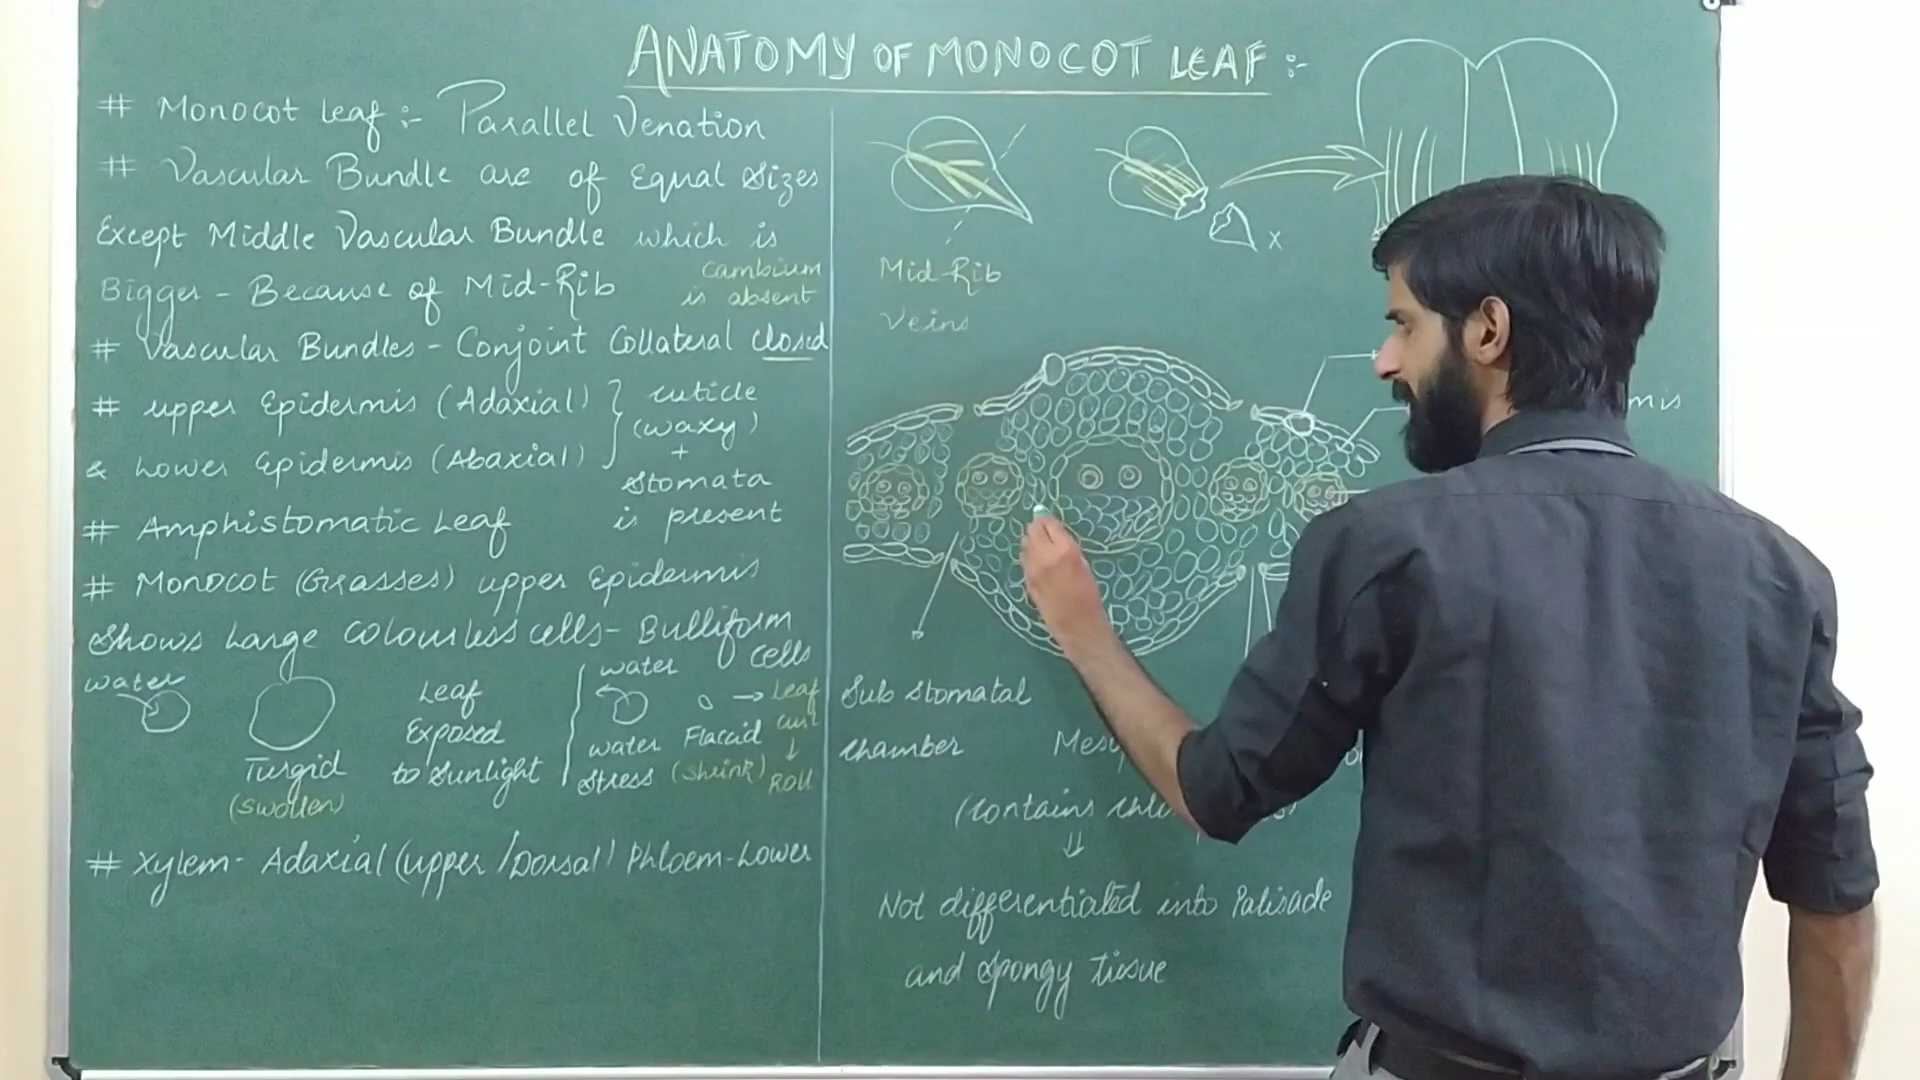 ANATOMY OF MONOCOT LEAF :-
# Monocot Leaf :- Parallel Venation
# Vascular Bundle are of Equal Sizes
Except Middle Vascular Bundle which is
Bigger - Because of Mid-Rib
cambium
is absent
# Vascular Bundles - Conjoint Collateral closed
# upper Epidermis (Adaxial)
& Lower Epidermis (Abaxial)
cuticle
(waxy)
+
Stomata
is present
# Amphistomatic Leaf
# Monocot (Grasses) upper Epidermis
Shows Large colourless cells - Bulliform
cells
water
Turgid
(swollen)
Leaf
Exposed
to Sunlight
water
water
Stress
Flaccid
(shrink)
→ Leaf
curl
↓
Roll
# Xylem - Adaxial (upper/Dorsal) Phloem-Lower
x
Mid-Rib
Veins
Sub Stomatal
chamber
(contains
⇓
Not differentiated into Palisade
and spongy tissue